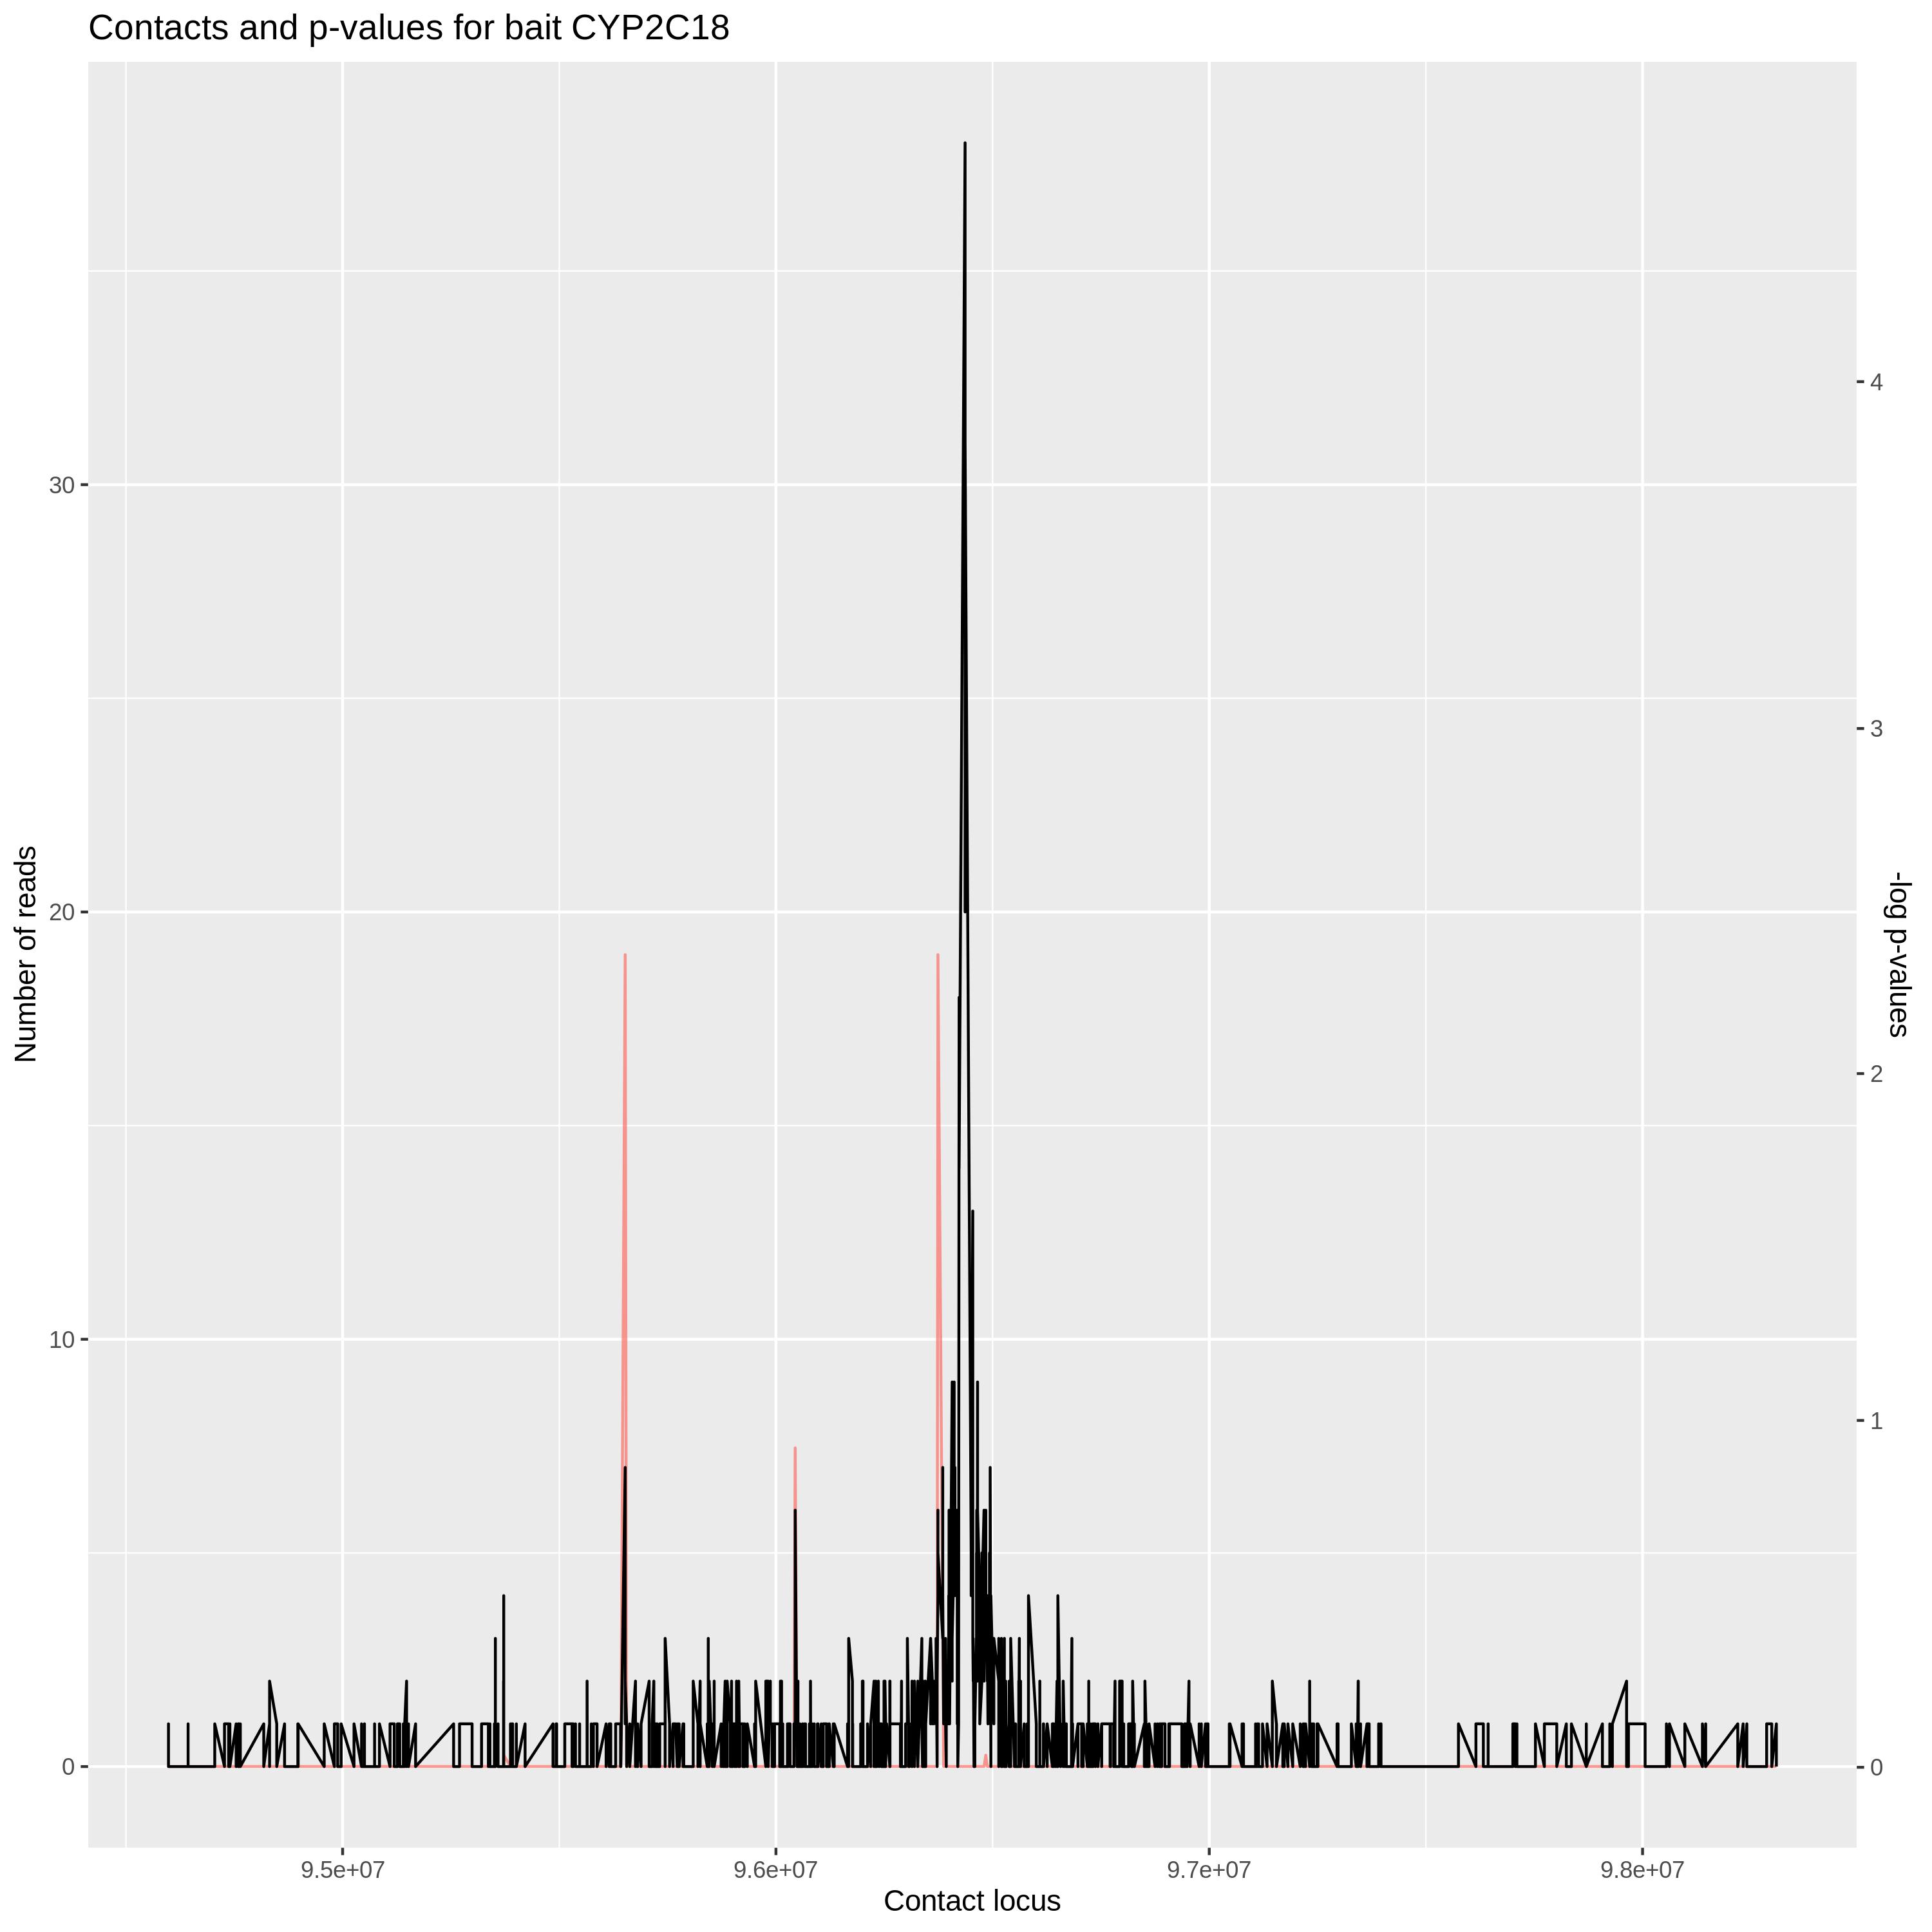 Contacts and p-values for bait CYP2C18
30
20
10
0
Number of reads
4
3
2
1
0
-log p-values
9.5e+07 9.6e+07 9.7e+07 9.8e+07
Contact locus